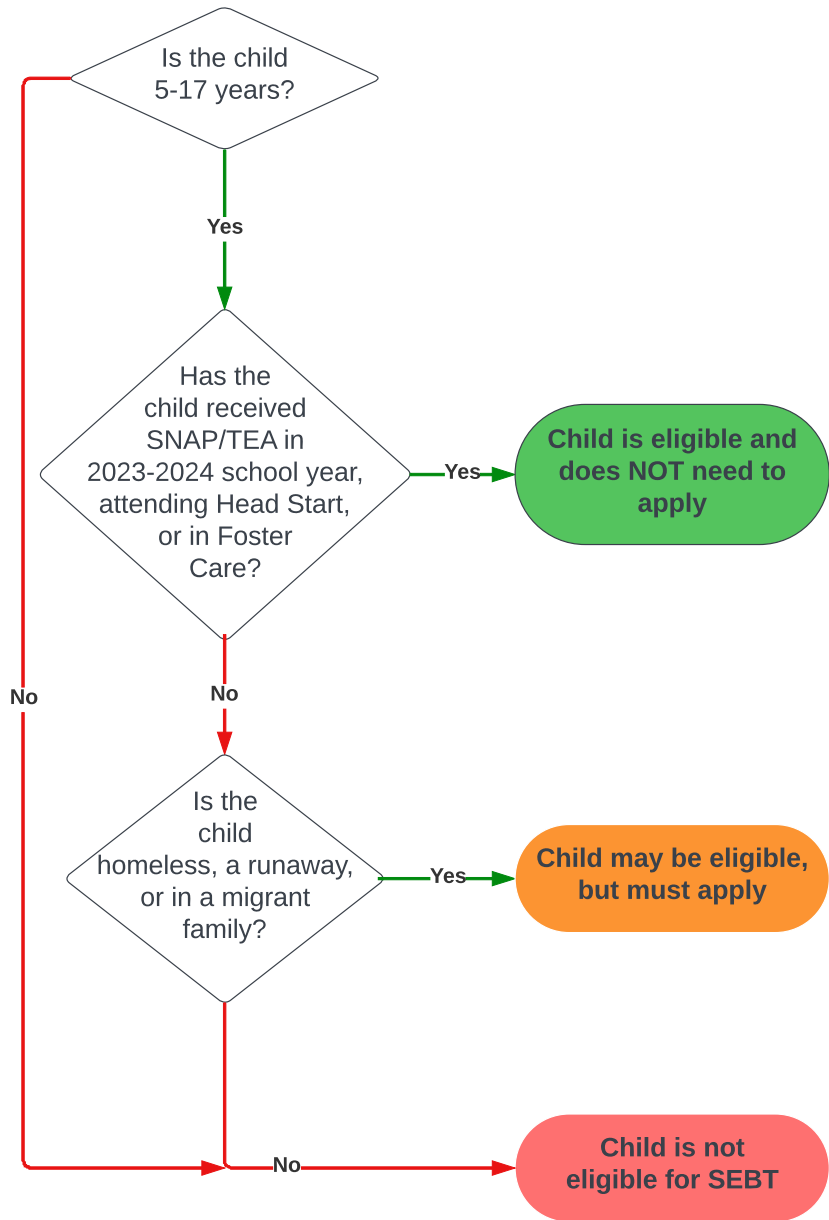 Is the child
5-17 years?
Yes
Has the
child received
SNAP/TEA in
2023-2024 school year,
attending Head Start,
or in Foster
Care?
Yes
Child is eligible and
does NOT need to
apply
No
No
Is the
child
homeless, a runaway,
or in a migrant
family?
Yes
Child may be eligible,
but must apply
No
Child is not
eligible for SEBT